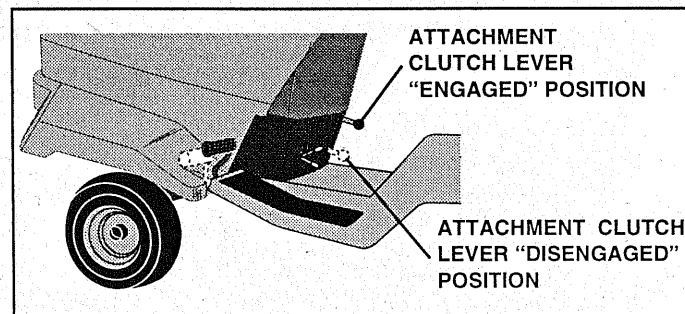 ATTACHMENT
CLUTCH LEVER
“ENGAGED” POSITION
ATTACHMENT CLUTCH
LEVER “DISENGAGED”
POSITION